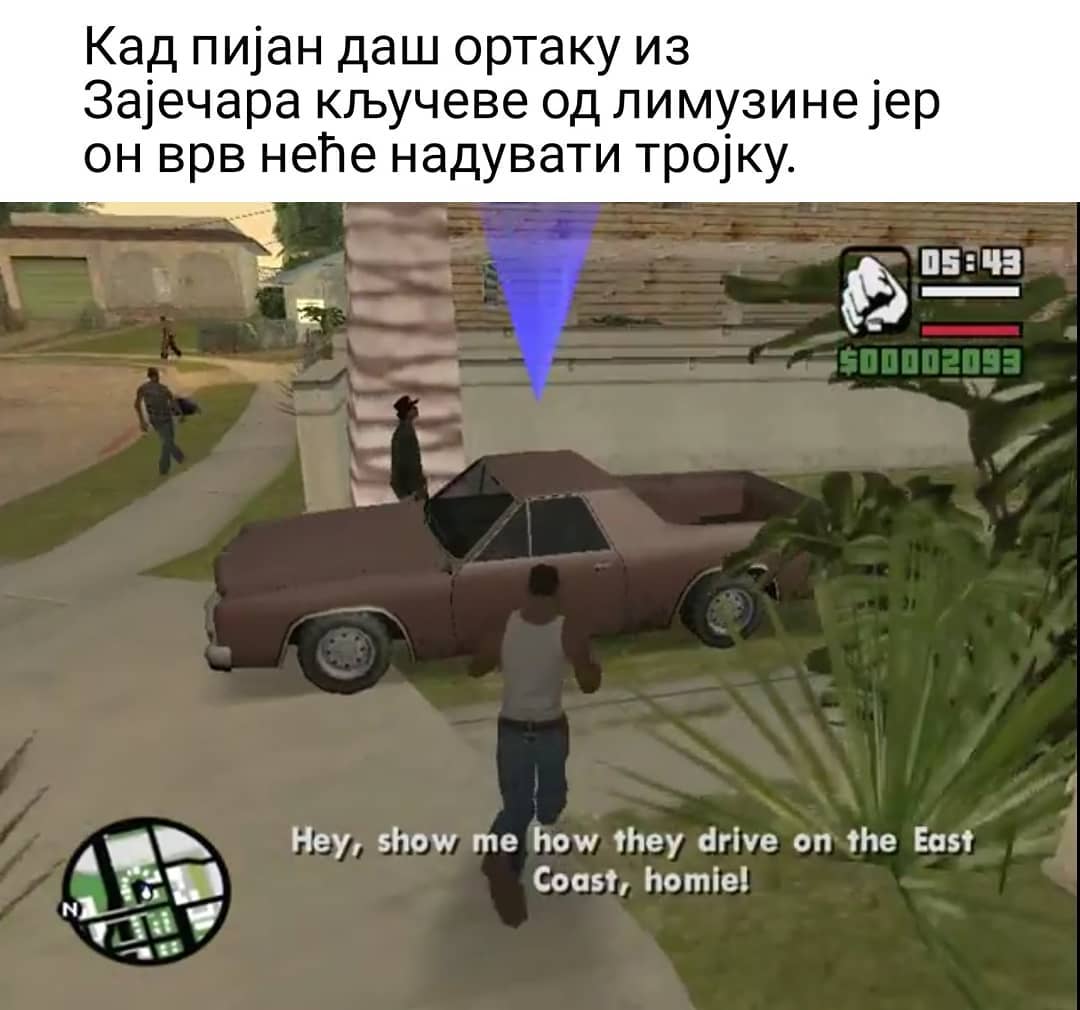 Кад пијан даш ортаку из
Зајечара кључеве од лимузине јер
он врв неће надувати тројку.
05:43
$00002093
Hey, show me how they drive on the East
Coast, homie!
N